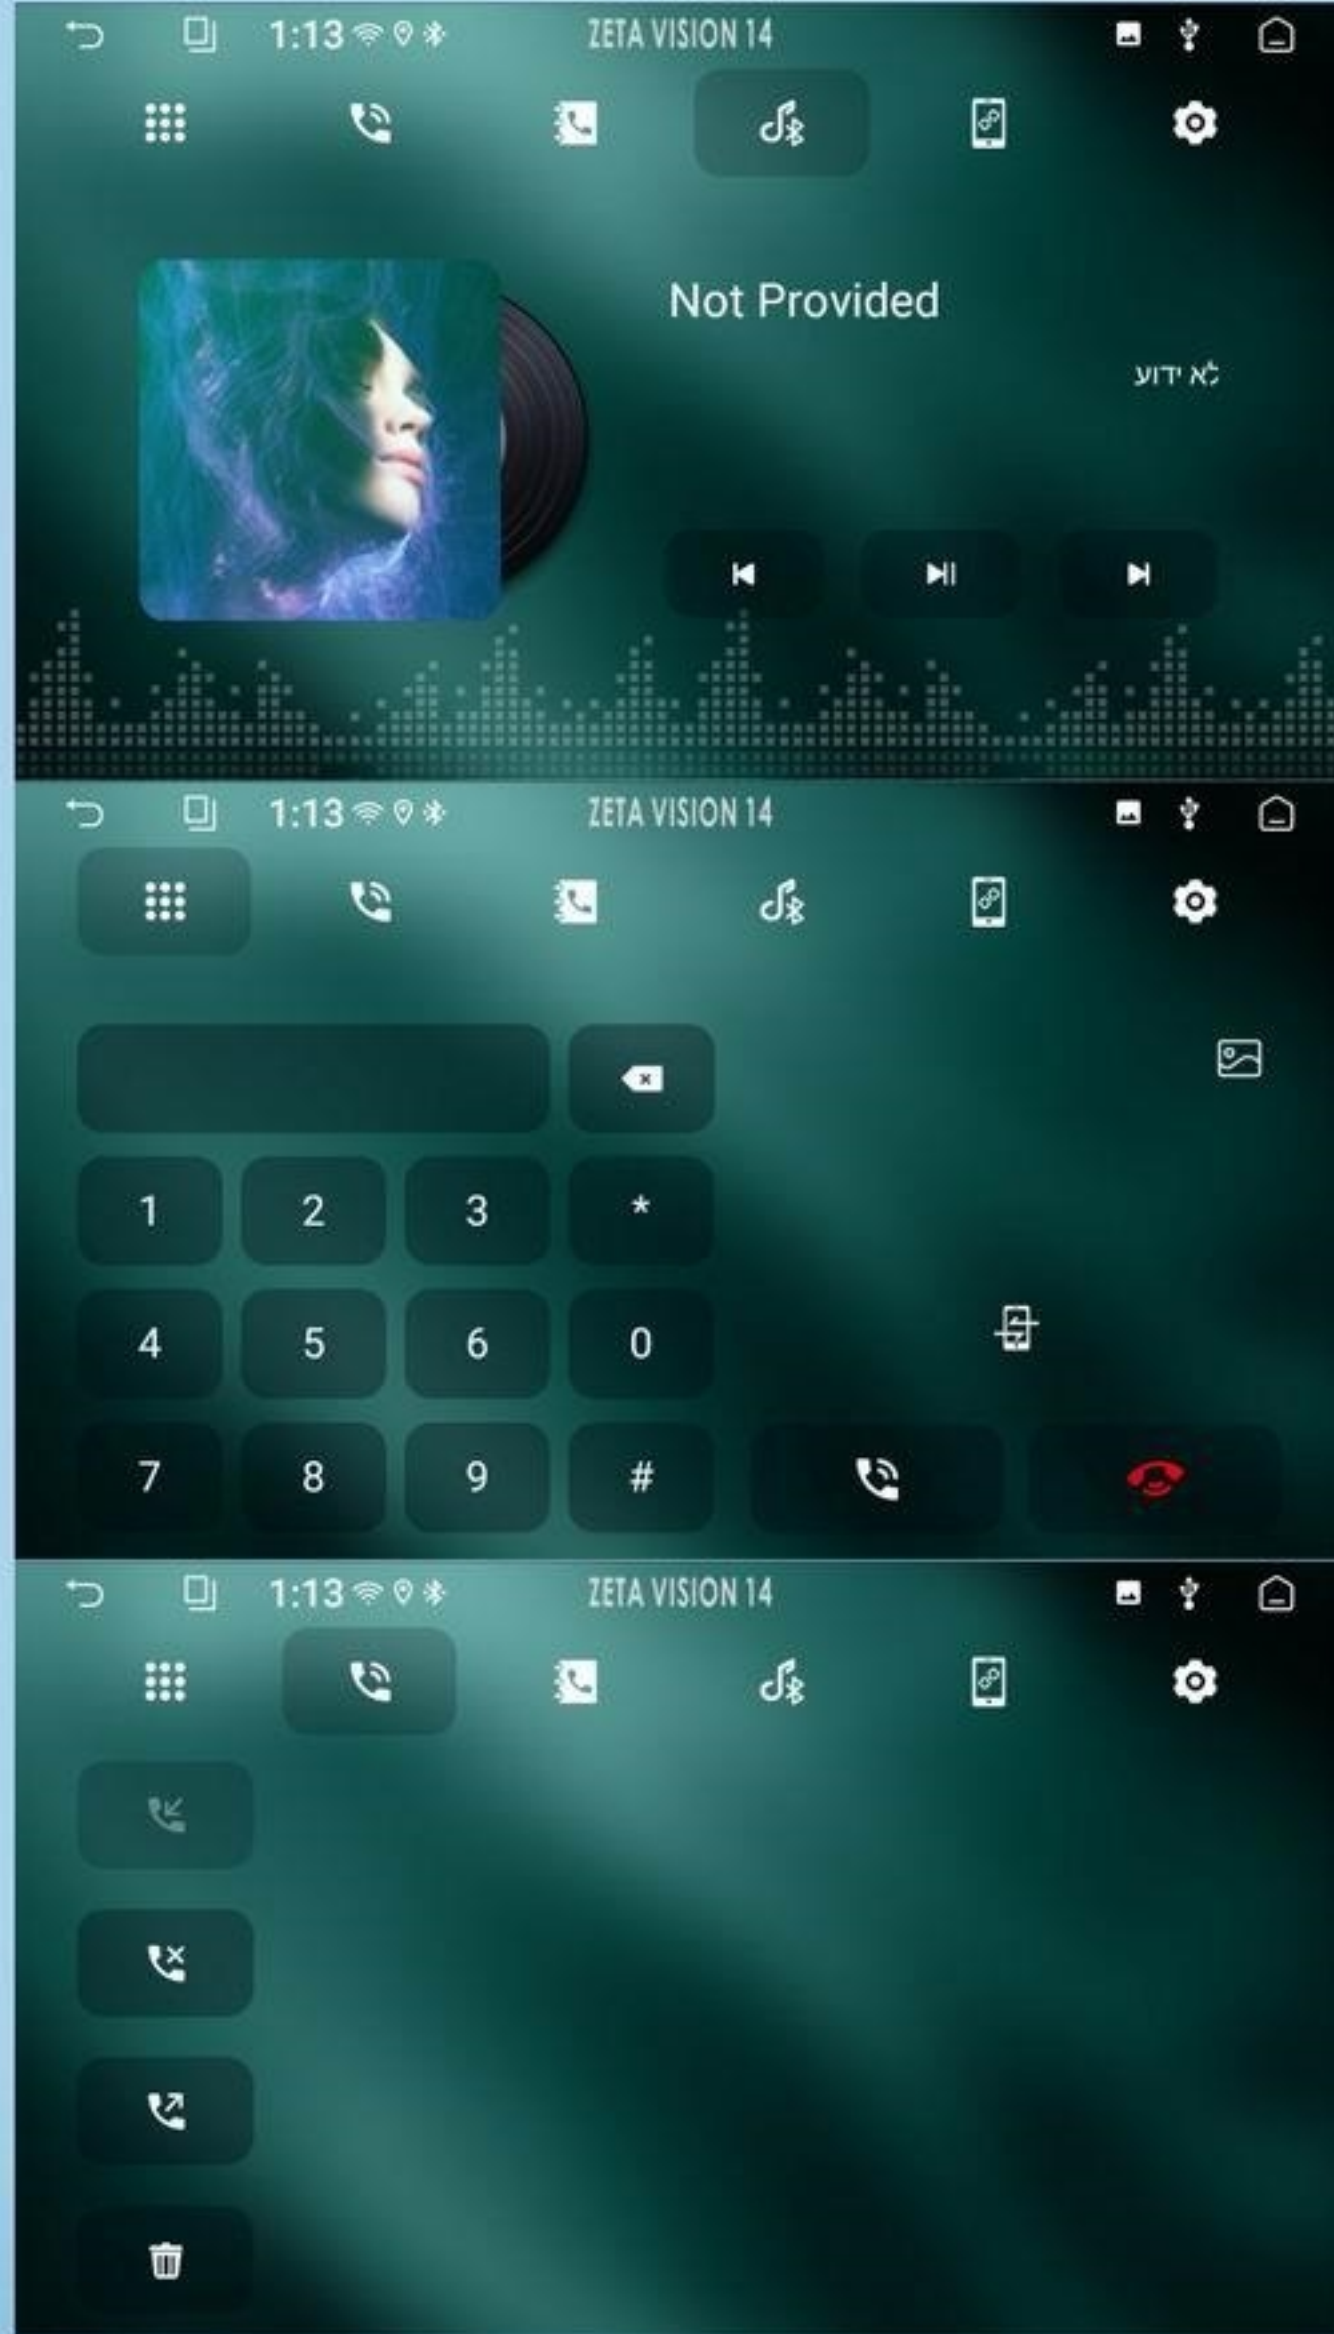 1:13 ZETA VISION 14
Not Provided
לא ידוע
1:13 ZETA VISION 14
1 2 3 *
4 5 6 0
7 8 9 #
1:13 ZETA VISION 14